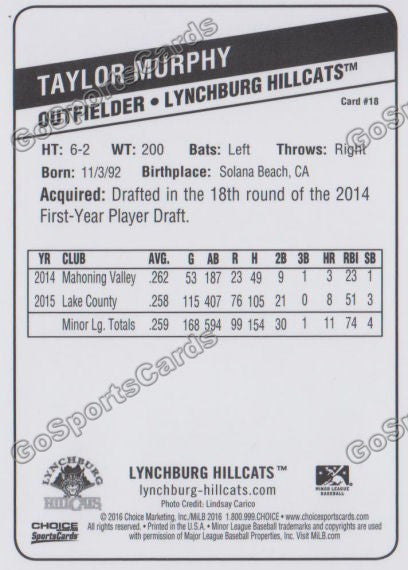 TAYLOR MURPHY
OUTFIELDER • LYNCHBURG HILLCATS™
Card #18
HT: 6-2 WT: 200 Bats: Left Throws: Right
Born: 11/3/92 Birthplace: Solana Beach, CA
Acquired: Drafted in the 18th round of the 2014
First-Year Player Draft.
YR CLUB AVG. G AB R H 2B 3B HR RBI SB
2014 Mahoning Valley .262 53 187 23 49 9 1 3 23 1
2015 Lake County .258 115 407 76 105 21 0 8 51 3
Minor Lg. Totals .259 168 594 99 154 30 1 11 74 4
LYNCHBURG
HILLCATS
LYNCHBURG HILLCATS™
lynchburg-hillcats.com
Photo Credit: Lindsay Carico
MINOR LEAGUE
BASEBALL
CHOICE
SportsCards
© 2016 Choice Marketing, Inc./MiLB 2016 1.800.999.CHOICE • www.choicesportscards.com
All rights reserved. • Printed in the U.S.A. • Minor League Baseball trademarks and copyrights are used
with permission of Major League Baseball Properties, Inc. Visit MiLB.com
GoSportsCards
GoSportsCards
GoSportsCards
GoS
GoS